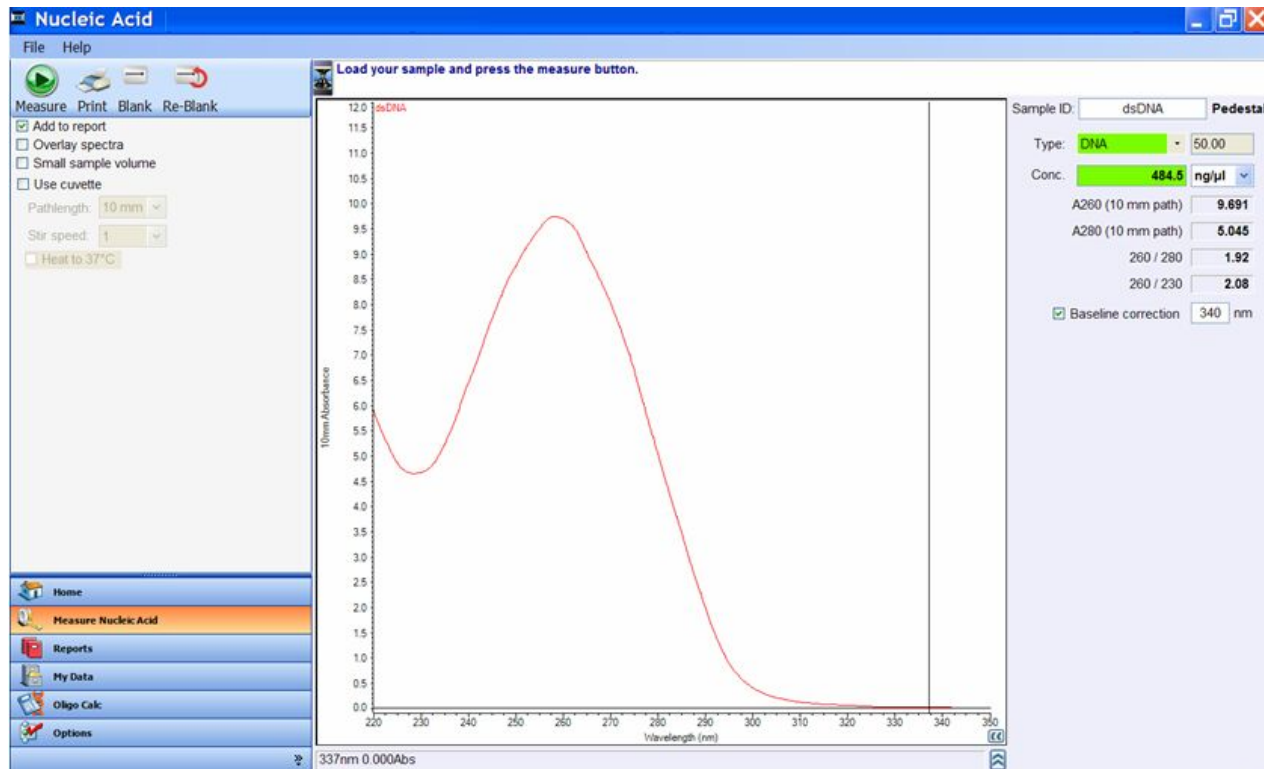 Nucleic Acid
File Help
Measure Print Blank Re-Blank
Add to report
Overlay spectra
Small sample volume
Use cuvette
Pathlength: 10 mm
Stir speed: 1
Heat to 37°C
Home
Measure Nucleic Acid
Reports
My Data
Oligo Calc
Options
Load your sample and press the measure button.
dsDNA
12.0
11.5
11.0
10.5
10.0
9.5
9.0
8.5
8.0
7.5
7.0
6.5
6.0
5.5
5.0
4.5
4.0
3.5
3.0
2.5
2.0
1.5
1.0
0.5
0.0
10mm Absorbance
220 230 240 250 260 270 280 290 300 310 320 330 340 350
Wavelength (nm)
337nm 0.000Abs
Sample ID: dsDNA Pedestal
Type: DNA 50.00
Conc. 484.5 ng/µl
A260 (10 mm path) 9.691
A280 (10 mm path) 5.045
260 / 280 1.92
260 / 230 2.08
Baseline correction 340 nm